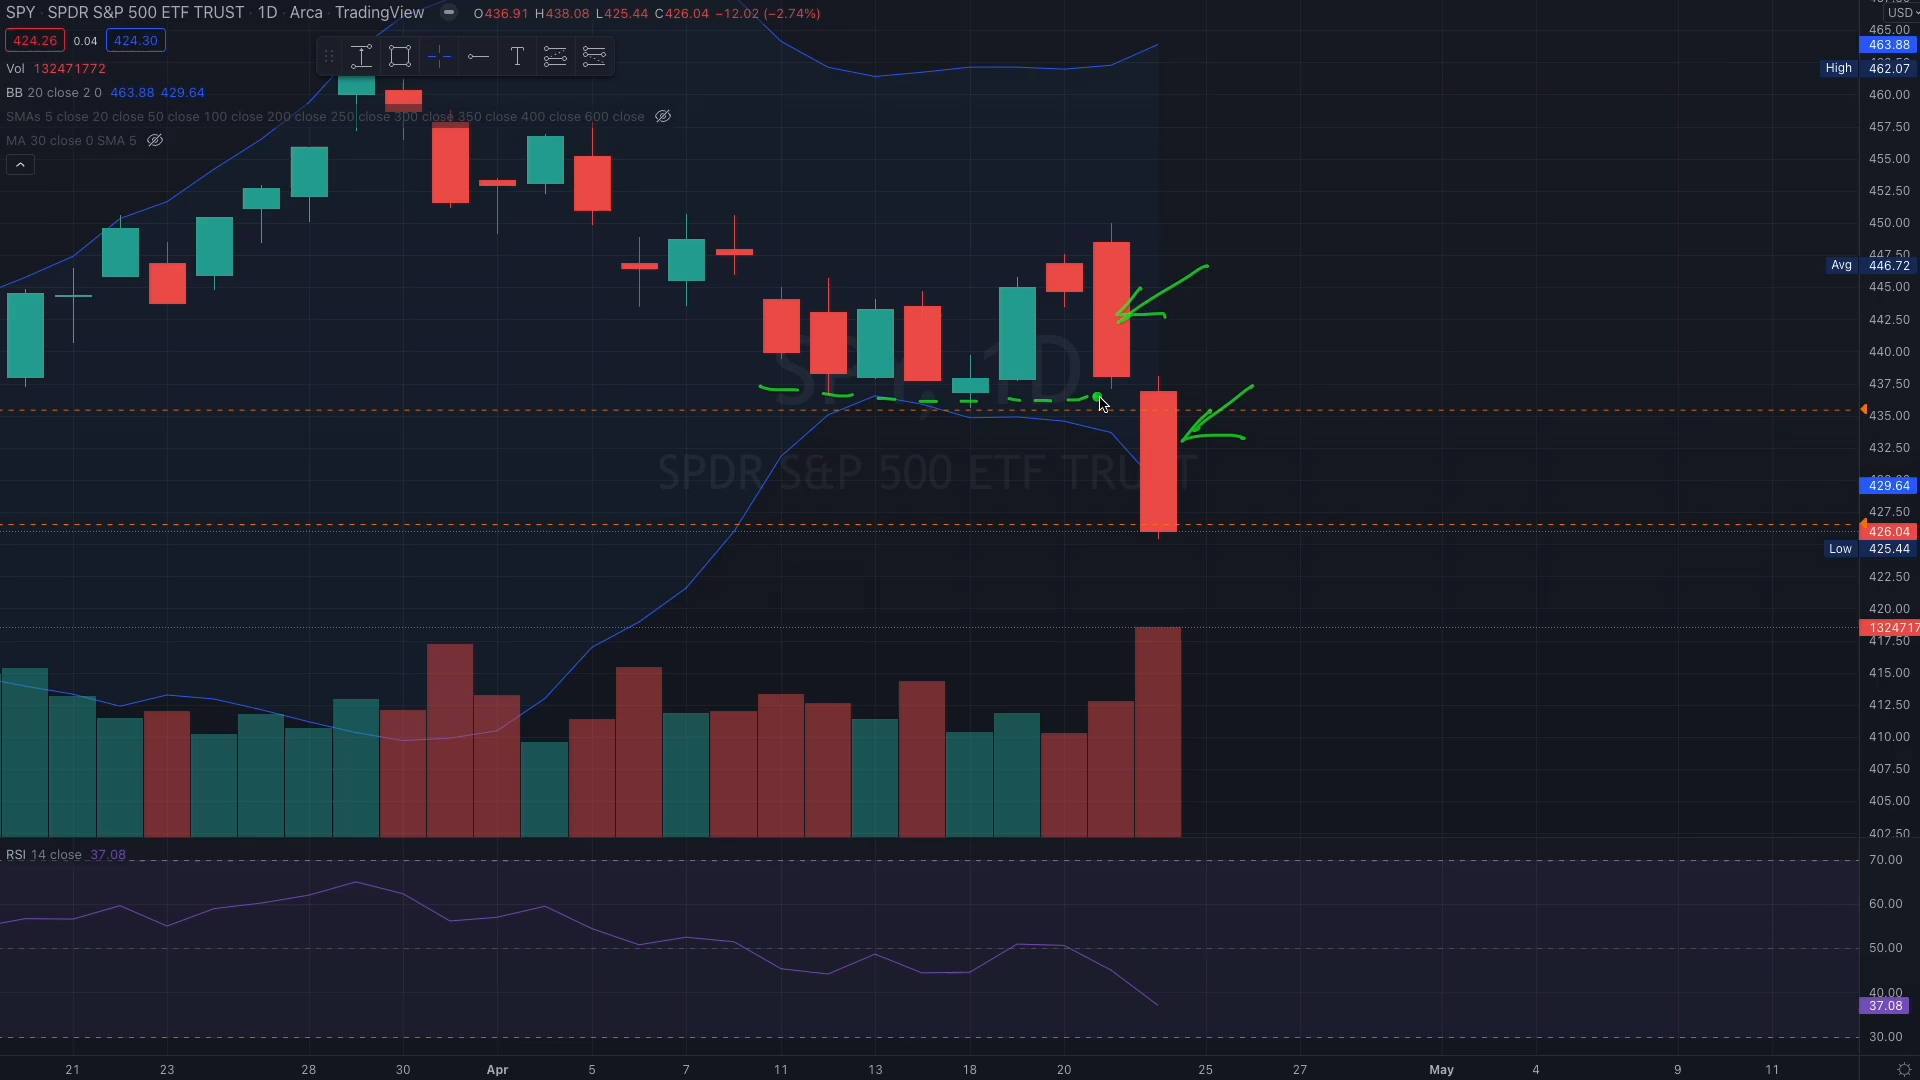 SPY · SPDR S&P 500 ETF TRUST · 1D · Arca · TradingView O436.91 H438.08 L425.44 C426.04 −12.02 (−2.74%)
424.26 0.04 424.30
Vol 132471772
BB 20 close 2 0 463.88 429.64
SMAs 5 close 20 close 50 close 100 close 200 close 250 close 300 close 350 close 400 close 600 close
MA 30 close 0 SMA 5
T
SPY, 1D
SPDR S&P 500 ETF TRUST
USD
465.00
463.88
High 462.07
460.00
457.50
455.00
452.50
450.00
447.50
Avg 446.72
445.00
442.50
440.00
437.50
435.00
432.50
429.64
427.50
426.04
Low 425.44
422.50
420.00
1324717
417.50
415.00
412.50
410.00
407.50
405.00
402.50
RSI 14 close 37.08
70.00
60.00
50.00
40.00
37.08
30.00
21 23 28 30 Apr 5 7 11 13 18 20 25 27 May 4 9 11